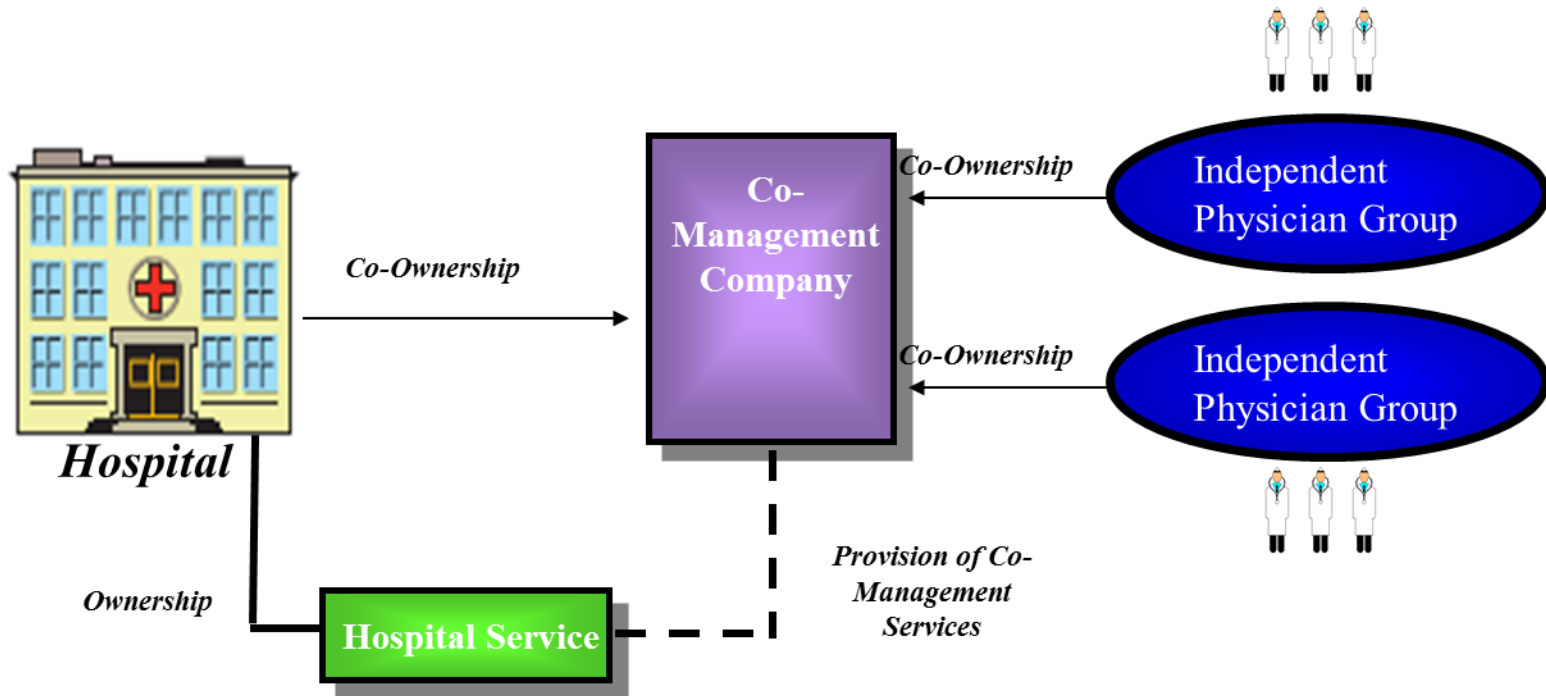 Co-Ownership
Independent
Physician Group
Co-
Management
Company
Co-Ownership
Co-Ownership
Independent
Physician Group
Hospital
Ownership
Hospital Service
Provision of Co-
Management
Services